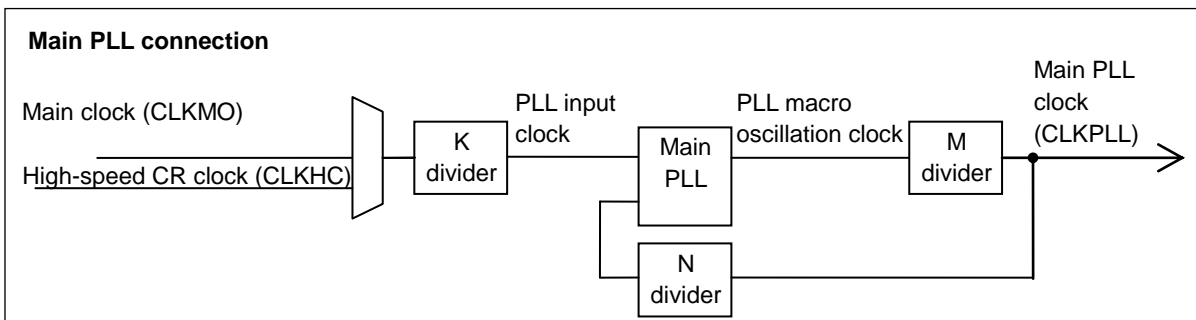 Main PLL connection
Main clock (CLKMO)
High-speed CR clock (CLKHC)
K
divider
PLL input
clock
Main
PLL
PLL macro
oscillation clock
M
divider
Main PLL
clock
(CLKPLL)
N
divider